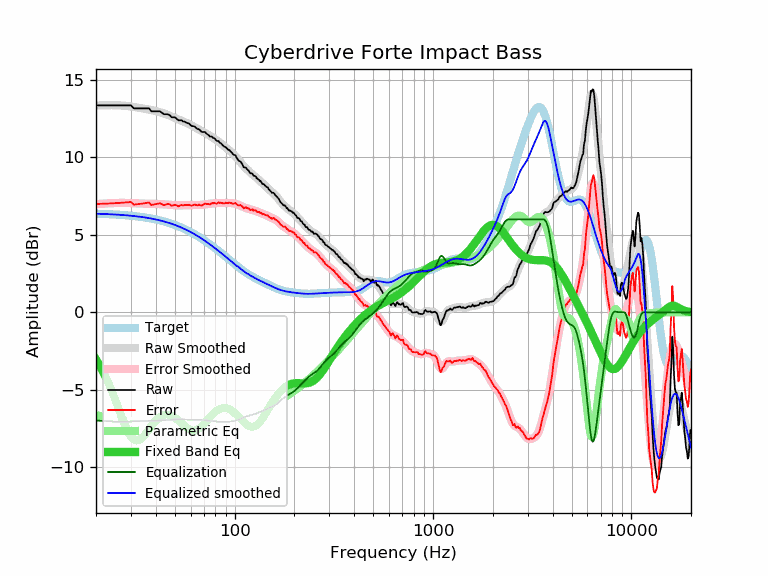 Cyberdrive Forte Impact Bass
15
10
5
0
−5
−10
Amplitude (dBr)
Target
Raw Smoothed
Error Smoothed
Raw
Error
Parametric Eq
Fixed Band Eq
Equalization
Equalized smoothed
100
1000
10000
Frequency (Hz)